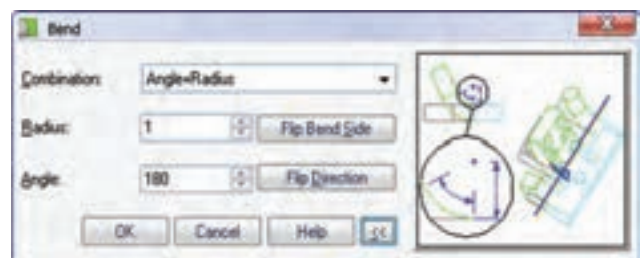 Bend
Combination: Angle+Radius
Radius: 1 Flip Bend Side
Angle: 180 Flip Direction
OK Cancel Help <<